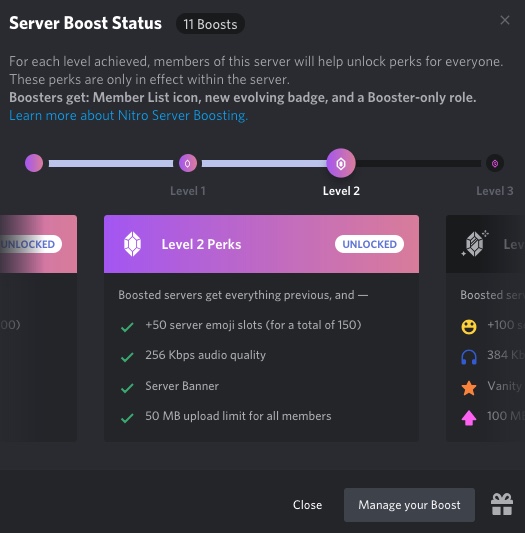 Server Boost Status 11 Boosts
For each level achieved, members of this server will help unlock perks for everyone.
These perks are only in effect within the server.
Boosters get: Member List icon, new evolving badge, and a Booster-only role.
Learn more about Nitro Server Boosting.
Level 1 Level 2 Level 3
UNLOCKED
Level 2 Perks UNLOCKED
Boosted servers get everything previous, and —
+50 server emoji slots (for a total of 150)
256 Kbps audio quality
Server Banner
50 MB upload limit for all members
Boosted
+100
384
Vanity
100
Close Manage your Boost